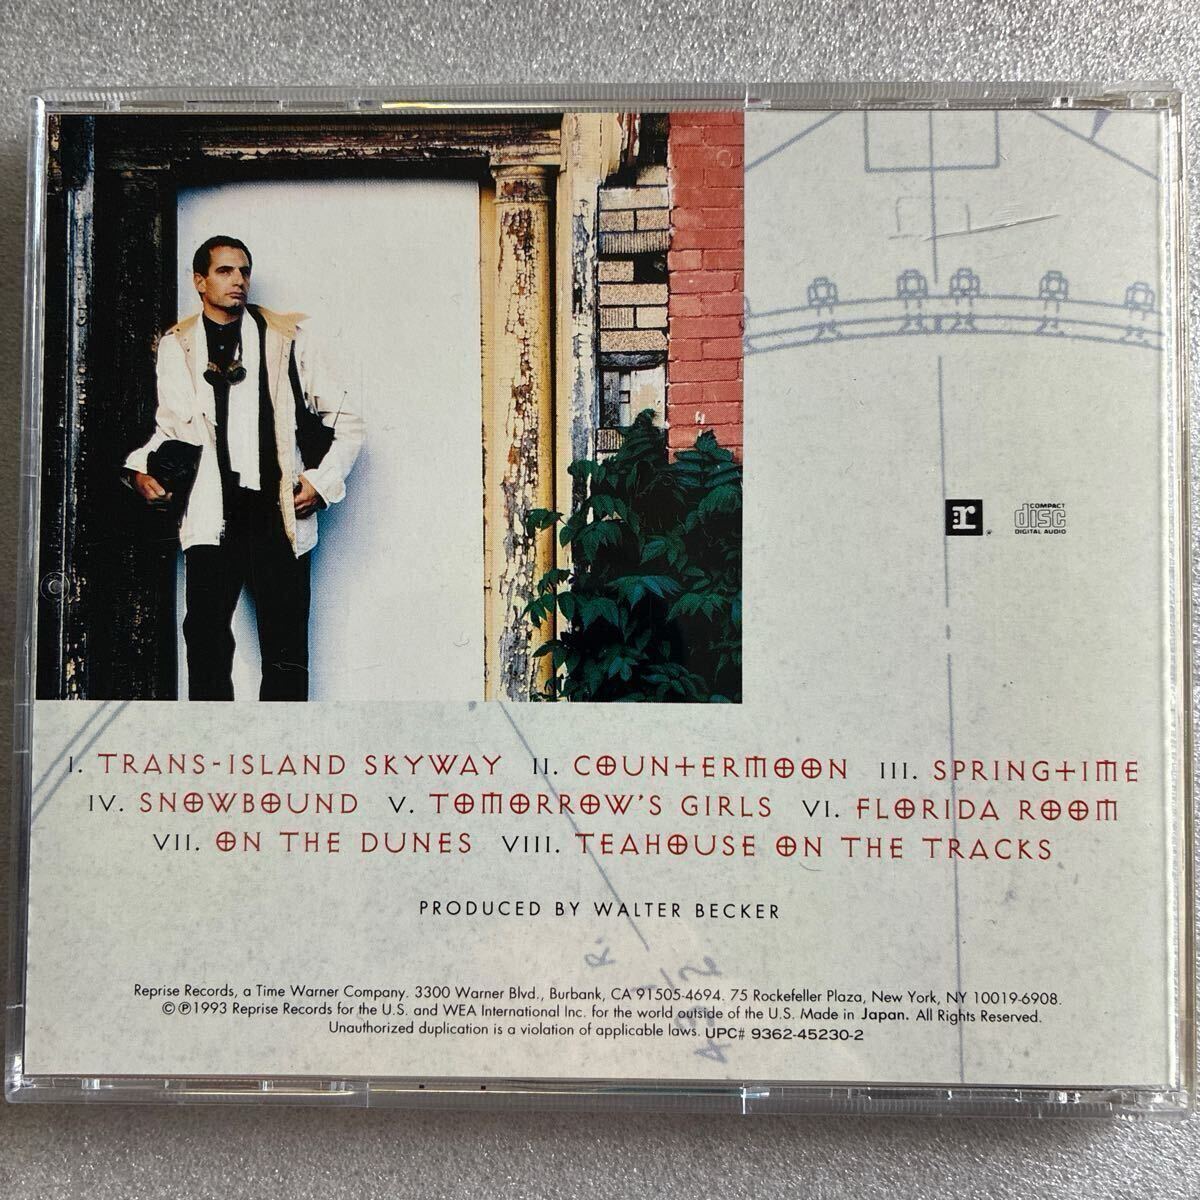 COMPACT
disc
DIGITAL AUDIO
I. TRANS-ISLAND SKYWAY II. COUNTERMOON III. SPRINGTIME
IV. SNOWBOUND V. TOMORROW'S GIRLS VI. FLORIDA ROOM
VII. ON THE DUNES VIII. TEAHOUSE ON THE TRACKS
PRODUCED BY WALTER BECKER
Reprise Records, a Time Warner Company. 3300 Warner Blvd., Burbank, CA 91505-4694. 75 Rockefeller Plaza, New York, NY 10019-6908.
©℗1993 Reprise Records for the U.S. and WEA International Inc. for the world outside of the U.S. Made in Japan. All Rights Reserved.
Unauthorized duplication is a violation of applicable laws. UPC# 9362-45230-2